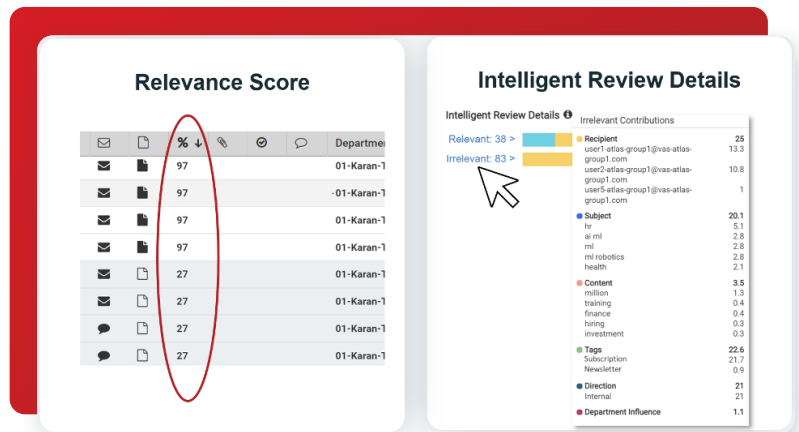 Relevance Score
% ↓ Departme
97 01-Karan-T
97 -01-Karan-T
97 01-Karan-T
97 01-Karan-T
27 01-Karan-T
27 01-Karan-T
27 01-Karan-T
27 01-Karan-T
Intelligent Review Details
Intelligent Review Details
Relevant: 38 >
Irrelevant: 83 >
Irrelevant Contributions
Recipient 25
user1-atlas-group1@vas-atlas- 13.3
group1.com
user2-atlas-group1@vas-atlas- 10.8
group1.com
user5-atlas-group1@vas-atlas- 1
group1.com
Subject 20.1
hr 5.1
ai ml 2.8
ml 2.8
ml robotics 2.8
health 2.1
Content 3.5
million 1.3
training 0.4
finance 0.4
hiring 0.3
investment 0.3
Tags 22.6
Subscription 21.7
Newsletter 0.9
Direction 21
Internal 21
Department Influence 1.1